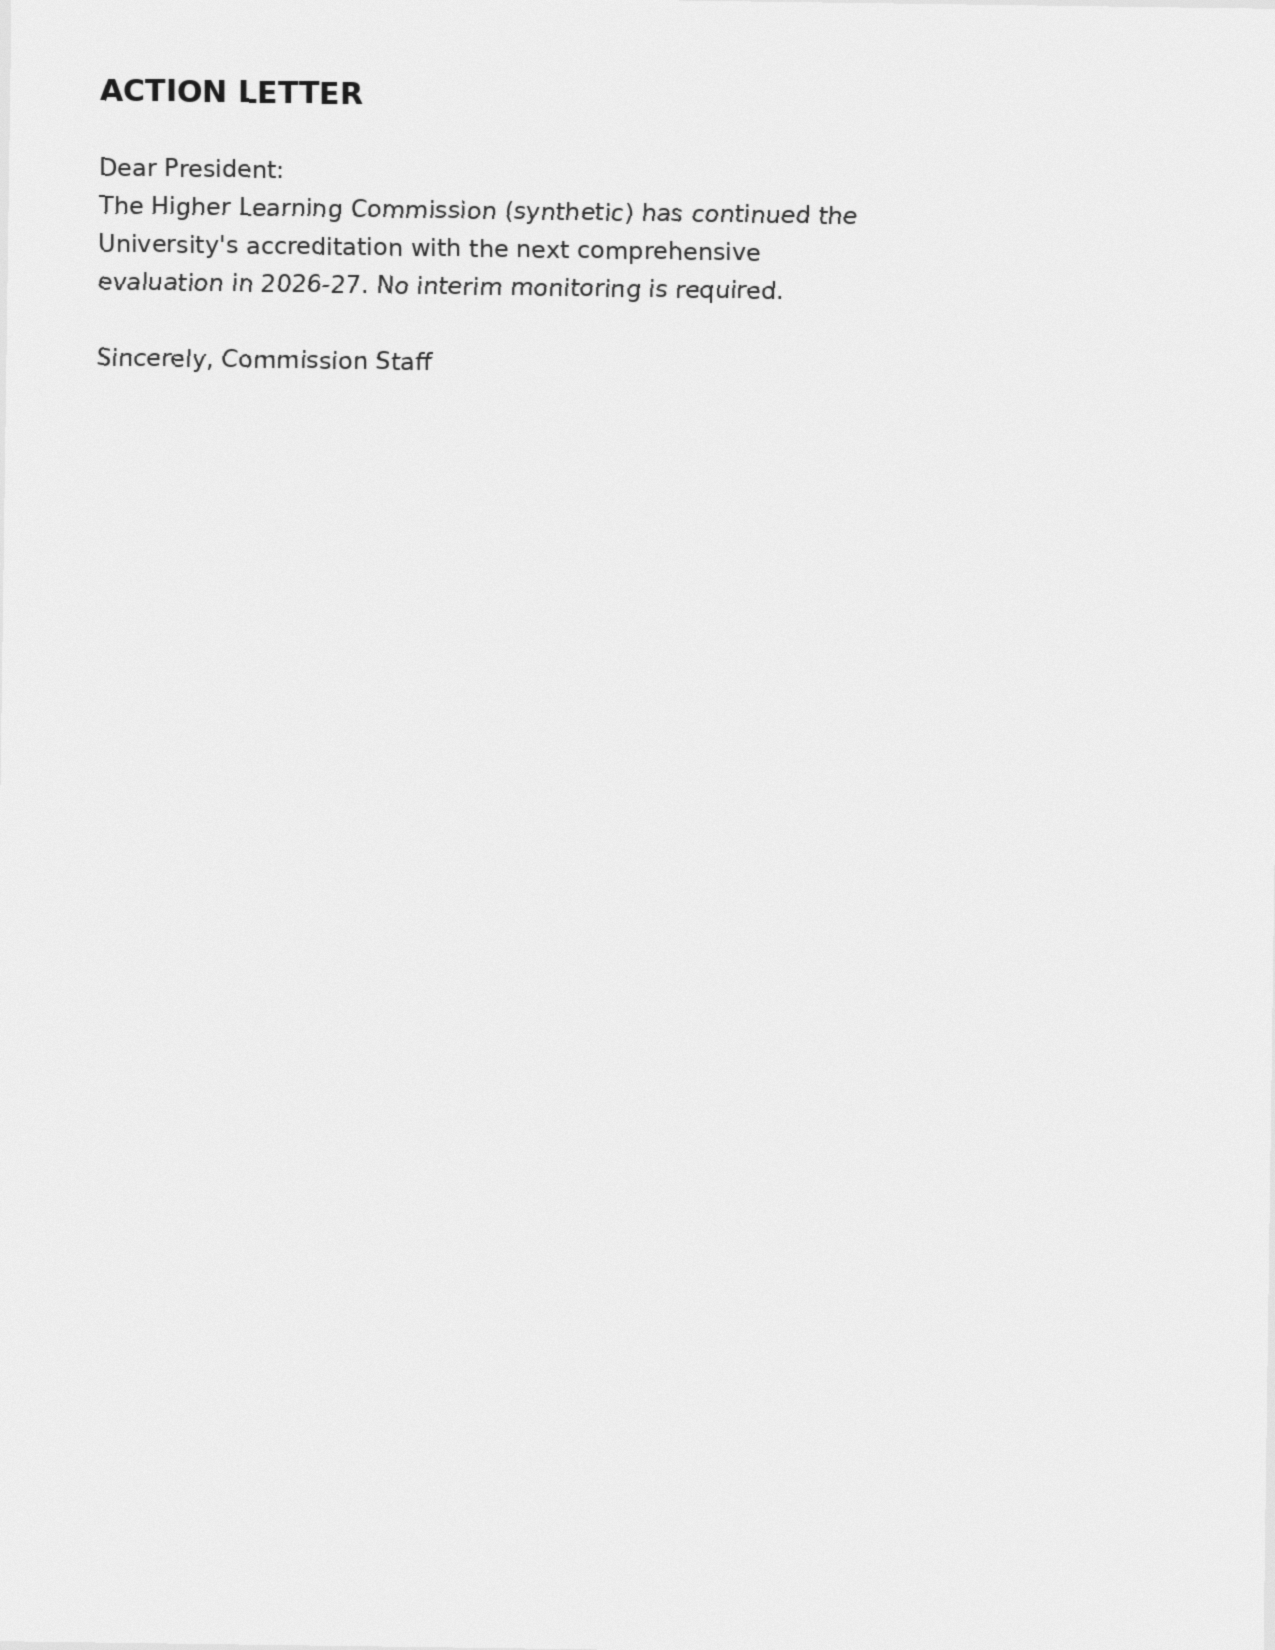 ACTION LETTER
Dear President:
The Higher Learning Commission (synthetic) has continued the
University's accreditation with the next comprehensive
evaluation in 2026-27. No interim monitoring is required.
Sincerely, Commission Staff